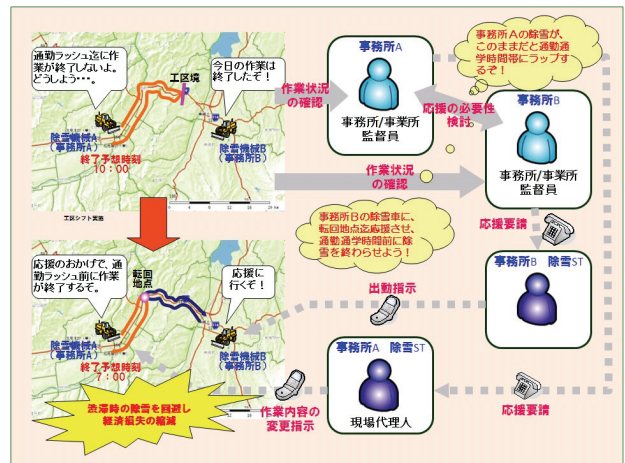 通勤ラッシュ迄に作
業が終了しないよ。
どうしよう・・・。
工区境
今日の作業は
終了したぞ！
除雪機械A
（事務所A）
終了予想時刻
10：00
除雪機械B
（事務所B）
工区シフト実施
作業状況
の確認
事務所A
事務所/事業所
監督員
事務所Aの除雪が、
このままだと通勤通
学時間帯にラップす
るぞ！
応援の必要性
検討
事務所B
事務所/事業所
監督員
作業状況
の確認
事務所Bの除雪車に、
転回地点迄応援させ、
通勤通学時間前に除
雪を終わらせよう！
応援要請
事務所B 除雪ST
出動指示
応援のおかげで、通
勤ラッシュ前に作業
が終了するぞ。
転回
地点
応援に
行くぞ！
除雪機械A
（事務所A）
終了予想時刻
7：00
除雪機械B
（事務所B）
渋滞時の除雪を回避し
経済損失の縮減
作業内容の
変更指示
事務所A 除雪ST
現場代理人
応援要請